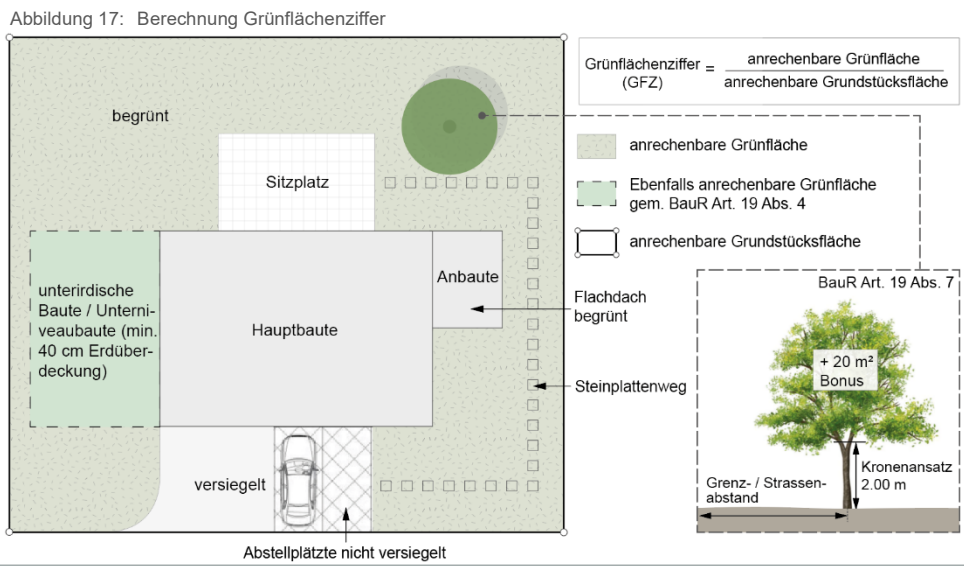 Abbildung 17: Berechnung Grünflächenziffer
begrünt
Sitzplatz
unterirdische
Baute / Unterni-
veaubaute (min.
40 cm Erdüber-
deckung)
Hauptbaute
Anbaute
Flachdach
begrünt
Steinplattenweg
versiegelt
Abstellplätzte nicht versiegelt
Grünflächenziffer
(GFZ)
=
anrechenbare Grünfläche
anrechenbare Grundstücksfläche
anrechenbare Grünfläche
Ebenfalls anrechenbare Grünfläche
gem. BauR Art. 19 Abs. 4
anrechenbare Grundstücksfläche
BauR Art. 19 Abs. 7
+ 20 m²
Bonus
Kronenansatz
2.00 m
Grenz- / Strassen-
abstand